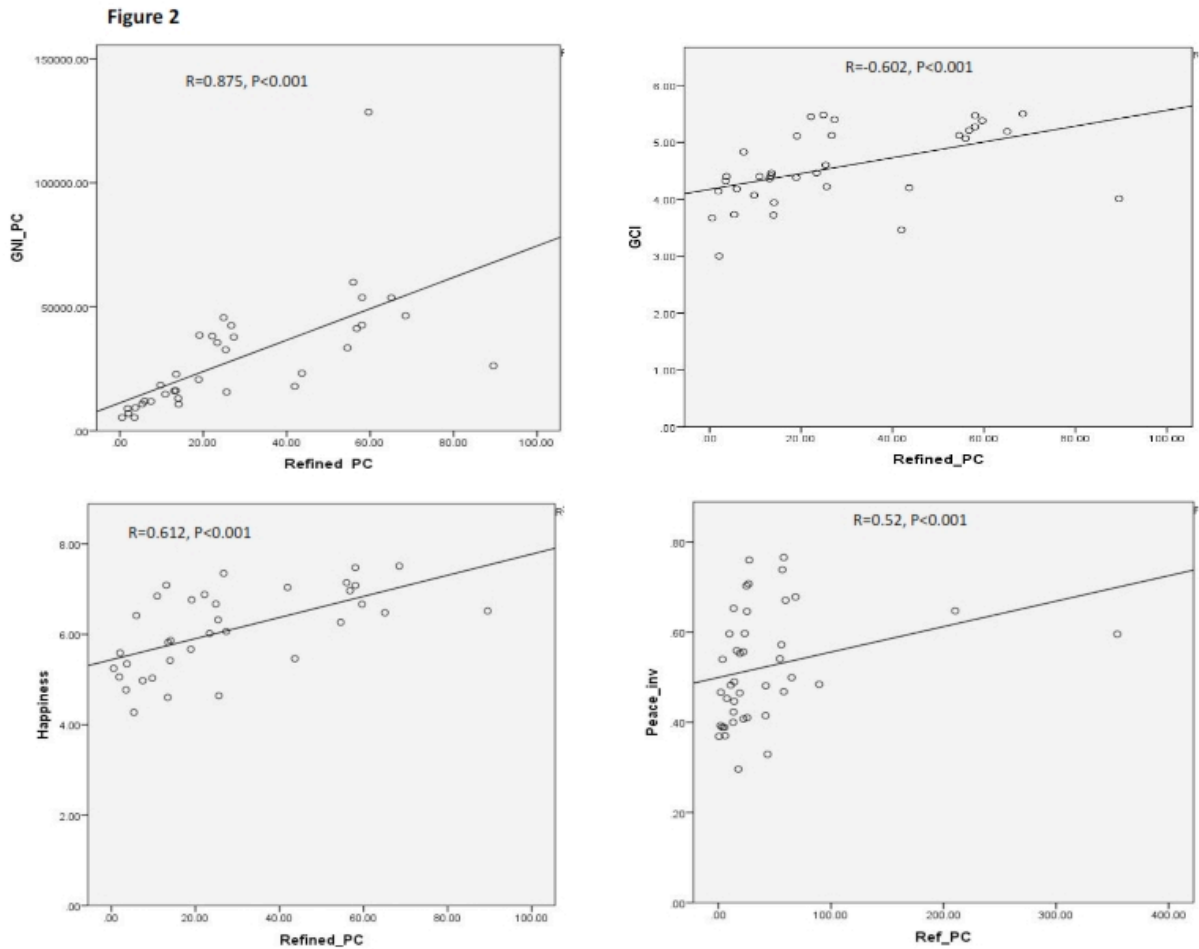 Figure 2
R=0.875, P<0.001
150000.00
100000.00
50000.00
.00
GNI_PC
.00 20.00 40.00 60.00 80.00 100.00
Refined_PC
R=-0.602, P<0.001
6.00
5.00
4.00
3.00
2.00
1.00
.00
GCI
.00 20.00 40.00 60.00 80.00 100.00
Refined_PC
R=0.612, P<0.001
8.00
6.00
4.00
2.00
.00
Happiness
.00 20.00 40.00 60.00 80.00 100.00
Refined_PC
R=0.52, P<0.001
.80
.60
.40
.20
.00
Peace_inv
.00 100.00 200.00 300.00 400.00
Ref_PC